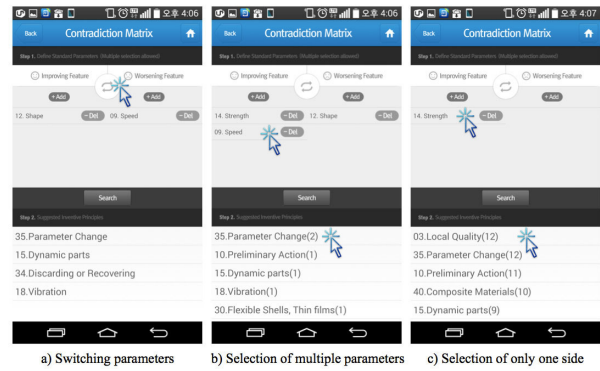 오후 4:06
Back
Contradiction Matrix
Step 1. Define Standard Parameters (Multiple selection allowed)
Improving Feature
Worsening Feature
+Add
+Add
12. Shape
-Del
09. Speed
-Del
Search
Step 2. Suggested Inventive Principles
35.Parameter Change
15.Dynamic parts
34.Discarding or Recovering
18.Vibration
a) Switching parameters
오후 4:06
Back
Contradiction Matrix
Step 1. Define Standard Parameters (Multiple selection allowed)
Improving Feature
Worsening Feature
+Add
+Add
14. Strength
-Del
12. Shape
-Del
09. Speed
-Del
Search
Step 2. Suggested Inventive Principles
35.Parameter Change(2)
10.Preliminary Action(1)
15.Dynamic parts(1)
18.Vibration(1)
30.Flexible Shells, Thin films(1)
b) Selection of multiple parameters
오후 4:07
Back
Contradiction Matrix
Step 1. Define Standard Parameters (Multiple selection allowed)
Improving Feature
Worsening Feature
+Add
+Add
14. Strength
-Del
Search
Step 2. Suggested Inventive Principles
03.Local Quality(12)
35.Parameter Change(12)
10.Preliminary Action(11)
40.Composite Materials(10)
15.Dynamic parts(9)
c) Selection of only one side